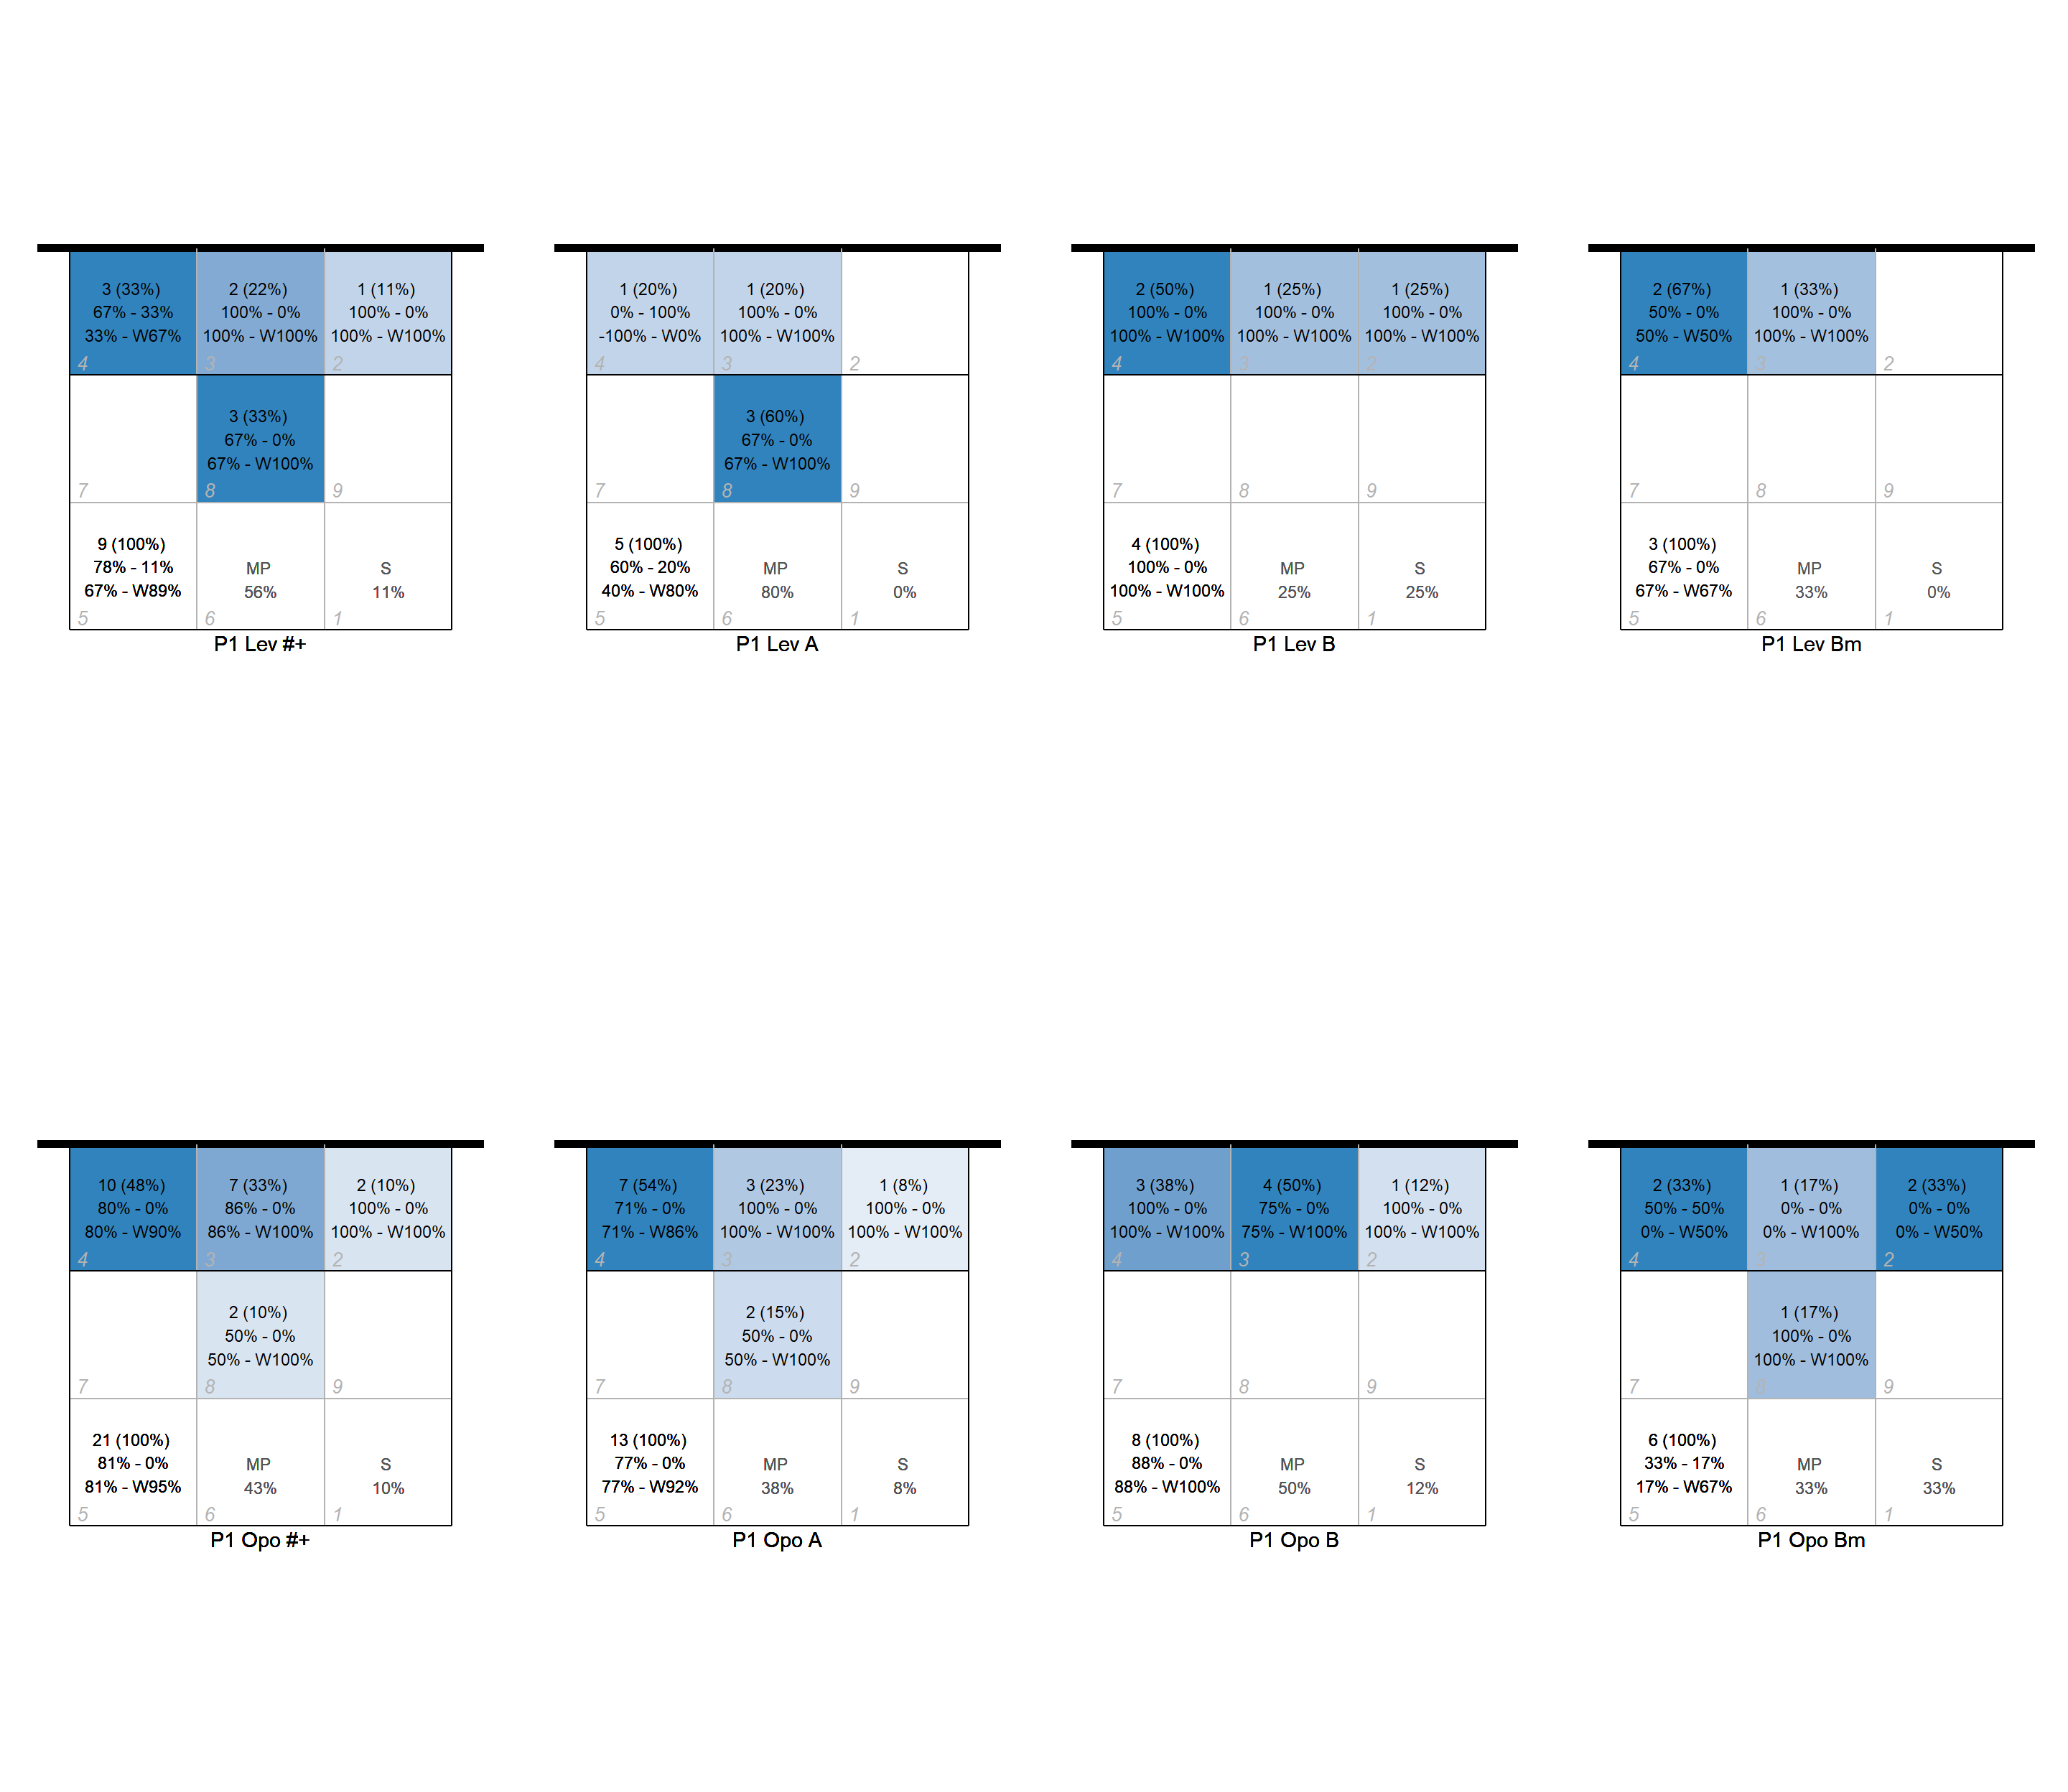 3 (33%)
67% - 33%
33% - W67%
4
2 (22%)
100% - 0%
100% - W100%
3
1 (11%)
100% - 0%
100% - W100%
2
7
3 (33%)
67% - 0%
67% - W100%
8
9
9 (100%)
78% - 11%
67% - W89%
5
MP
56%
6
S
11%
1
P1 Lev #+
1 (20%)
0% - 100%
-100% - W0%
4
1 (20%)
100% - 0%
100% - W100%
3
2
7
3 (60%)
67% - 0%
67% - W100%
8
9
5 (100%)
60% - 20%
40% - W80%
5
MP
80%
6
S
0%
1
P1 Lev A
2 (50%)
100% - 0%
100% - W100%
4
1 (25%)
100% - 0%
100% - W100%
3
1 (25%)
100% - 0%
100% - W100%
2
7
8
9
4 (100%)
100% - 0%
100% - W100%
5
MP
25%
6
S
25%
1
P1 Lev B
2 (67%)
50% - 0%
50% - W50%
4
1 (33%)
100% - 0%
100% - W100%
3
2
7
8
9
3 (100%)
67% - 0%
67% - W67%
5
MP
33%
6
S
0%
1
P1 Lev Bm
10 (48%)
80% - 0%
80% - W90%
4
7 (33%)
86% - 0%
86% - W100%
3
2 (10%)
100% - 0%
100% - W100%
2
7
2 (10%)
50% - 0%
50% - W100%
8
9
21 (100%)
81% - 0%
81% - W95%
5
MP
43%
6
S
10%
1
P1 Opo #+
7 (54%)
71% - 0%
71% - W86%
4
3 (23%)
100% - 0%
100% - W100%
3
1 (8%)
100% - 0%
100% - W100%
2
7
2 (15%)
50% - 0%
50% - W100%
8
9
13 (100%)
77% - 0%
77% - W92%
5
MP
38%
6
S
8%
1
P1 Opo A
3 (38%)
100% - 0%
100% - W100%
4
4 (50%)
75% - 0%
75% - W100%
3
1 (12%)
100% - 0%
100% - W100%
2
7
8
9
8 (100%)
88% - 0%
88% - W100%
5
MP
50%
6
S
12%
1
P1 Opo B
2 (33%)
50% - 50%
0% - W50%
4
1 (17%)
0% - 0%
0% - W100%
3
2 (33%)
0% - 0%
0% - W50%
2
7
1 (17%)
100% - 0%
100% - W100%
8
9
6 (100%)
33% - 17%
17% - W67%
5
MP
33%
6
S
33%
1
P1 Opo Bm